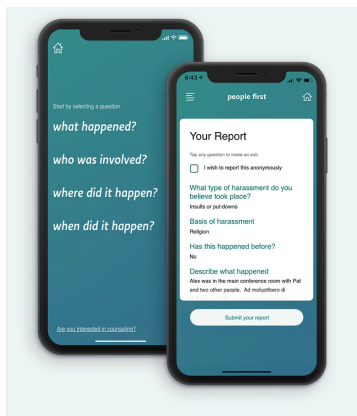 Start by selecting a question
what happened?
who was involved?
where did it happen?
when did it happen?
Are you interested in counseling?
6:43
people first
Your Report
Tap any question to make an edit.
I wish to report this anonymously
What type of harassment do you
believe took place?
Insults or put-downs
Basis of harassment
Religion
Has this happened before?
No
Describe what happened
Alex was in the main conference room with Pat
and two other people. Ad moluptibero di
Submit your report